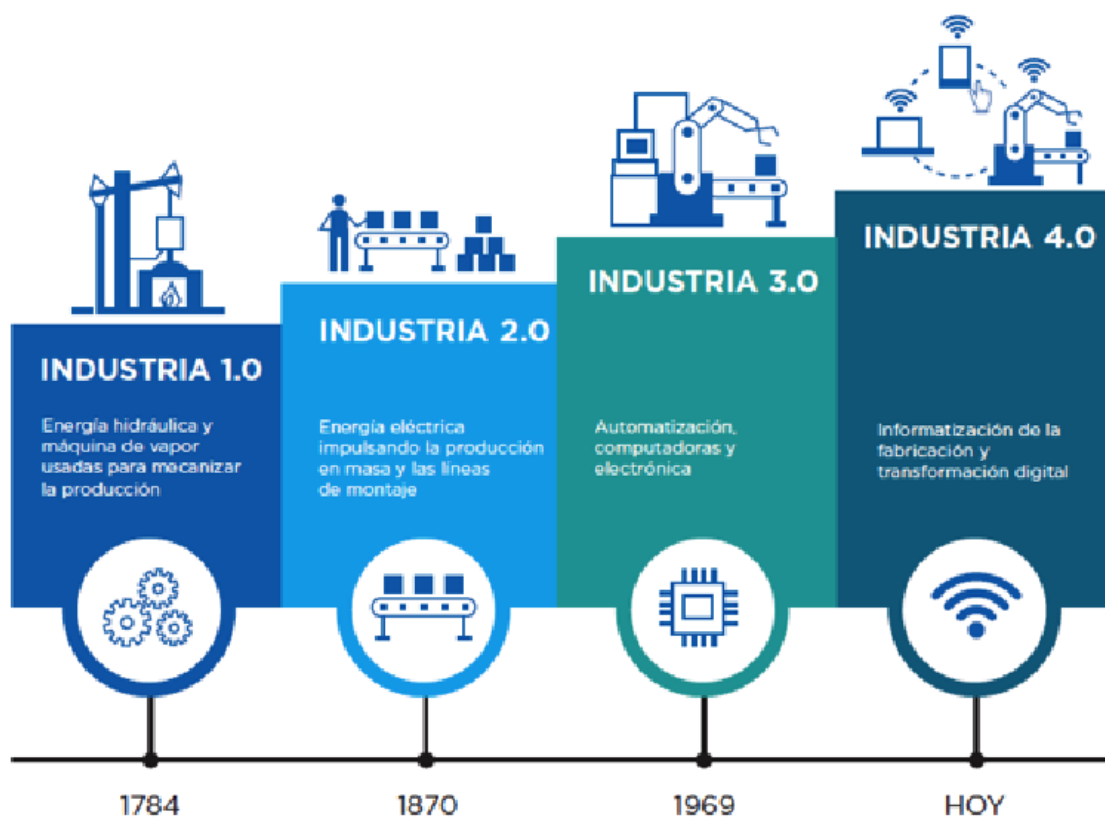 INDUSTRIA 1.0
Energía hidráulica y
máquina de vapor
usadas para mecanizar
la producción
INDUSTRIA 2.0
Energía eléctrica
impulsando la producción
en masa y las líneas
de montaje
INDUSTRIA 3.0
Automatización,
computadoras y
electrónica
INDUSTRIA 4.0
Informatización de la
fabricación y
transformación digital
1784
1870
1969
HOY